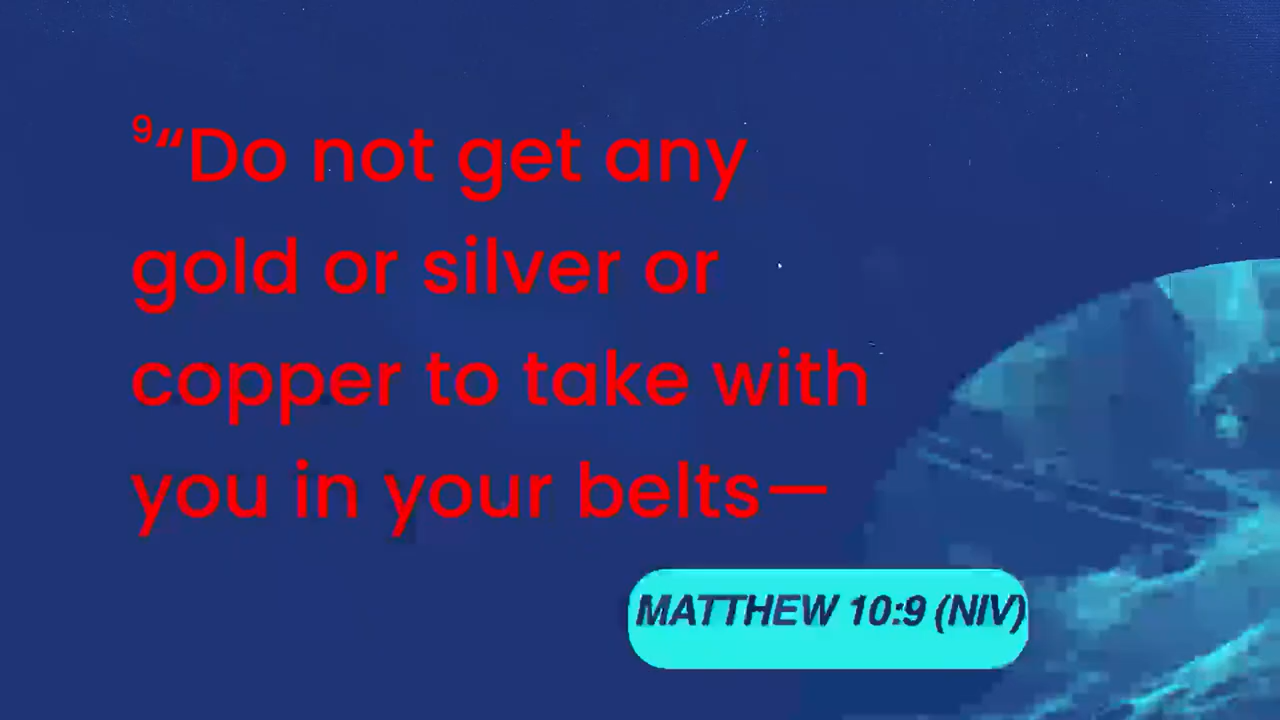 ⁹“Do not get any
gold or silver or
copper to take with
you in your belts—
MATTHEW 10:9 (NIV)